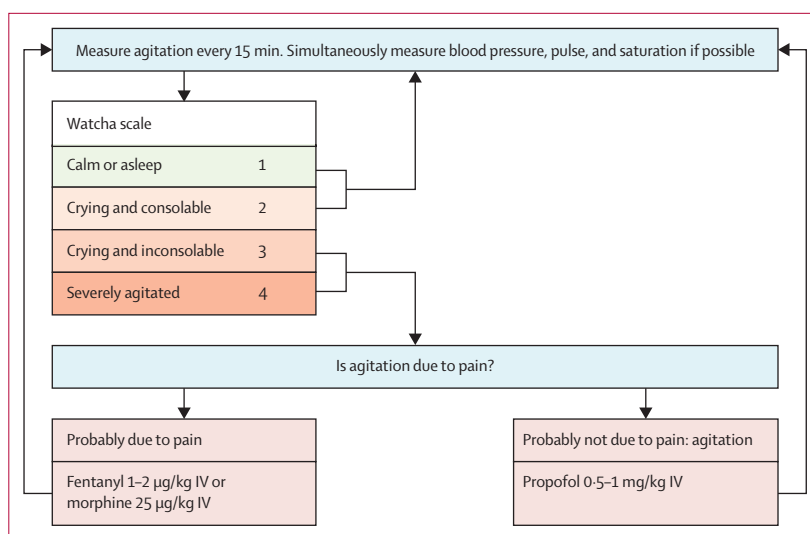 Measure agitation every 15 min. Simultaneously measure blood pressure, pulse, and saturation if possible
Watcha scale
Calm or asleep 1
Crying and consolable 2
Crying and inconsolable 3
Severely agitated 4
Is agitation due to pain?
Probably due to pain
Fentanyl 1–2 µg/kg IV or
morphine 25 µg/kg IV
Probably not due to pain: agitation
Propofol 0·5–1 mg/kg IV